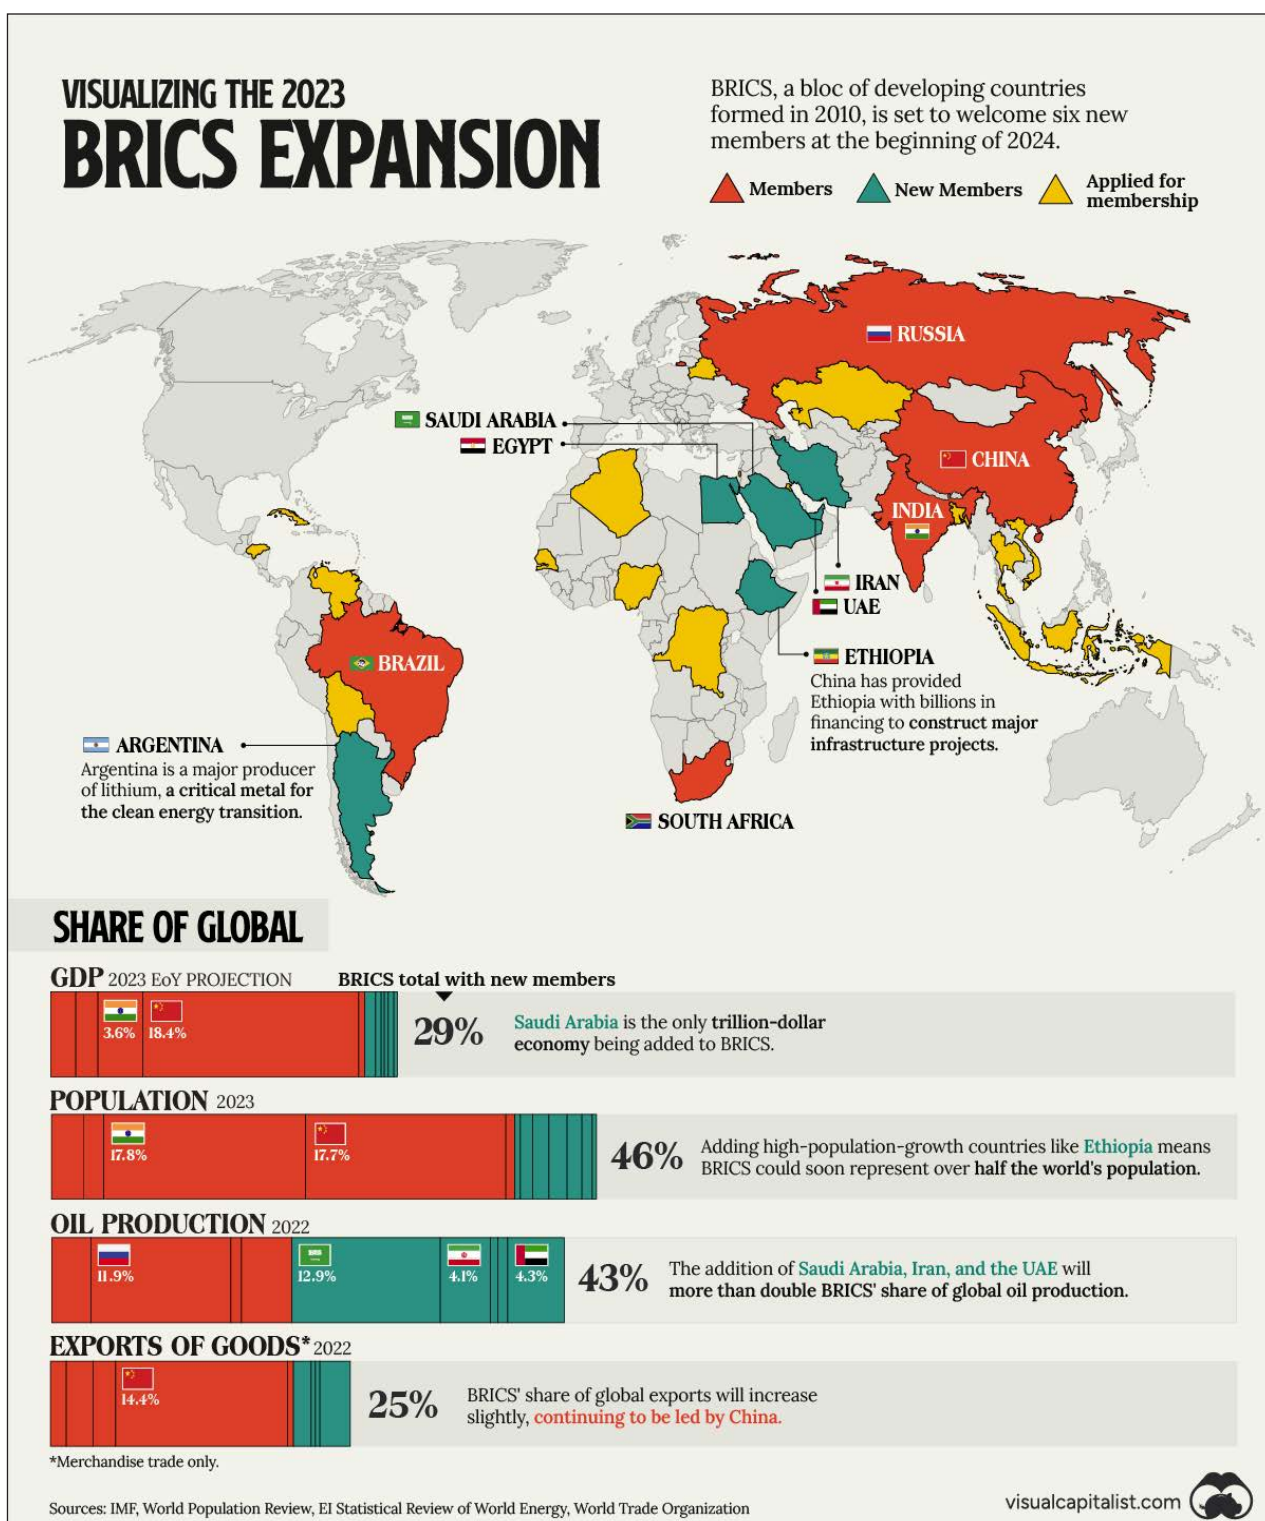 VISUALIZING THE 2023
BRICS EXPANSION
BRICS, a bloc of developing countries
formed in 2010, is set to welcome six new
members at the beginning of 2024.
Members
New Members
Applied for
membership
RUSSIA
SAUDI ARABIA
EGYPT
CHINA
INDIA
IRAN
UAE
BRAZIL
ETHIOPIA
China has provided
Ethiopia with billions in
financing to construct major
infrastructure projects.
ARGENTINA
Argentina is a major producer
of lithium, a critical metal for
the clean energy transition.
SOUTH AFRICA
SHARE OF GLOBAL
GDP 2023 EoY PROJECTION
BRICS total with new members
3.6%
18.4%
29%
Saudi Arabia is the only trillion-dollar
economy being added to BRICS.
POPULATION 2023
17.8%
17.7%
46%
Adding high-population-growth countries like Ethiopia means
BRICS could soon represent over half the world's population.
OIL PRODUCTION 2022
11.9%
12.9%
4.1%
4.3%
43%
The addition of Saudi Arabia, Iran, and the UAE will
more than double BRICS' share of global oil production.
EXPORTS OF GOODS* 2022
14.4%
25%
BRICS' share of global exports will increase
slightly, continuing to be led by China.
*Merchandise trade only.
Sources: IMF, World Population Review, EI Statistical Review of World Energy, World Trade Organization
visualcapitalist.com